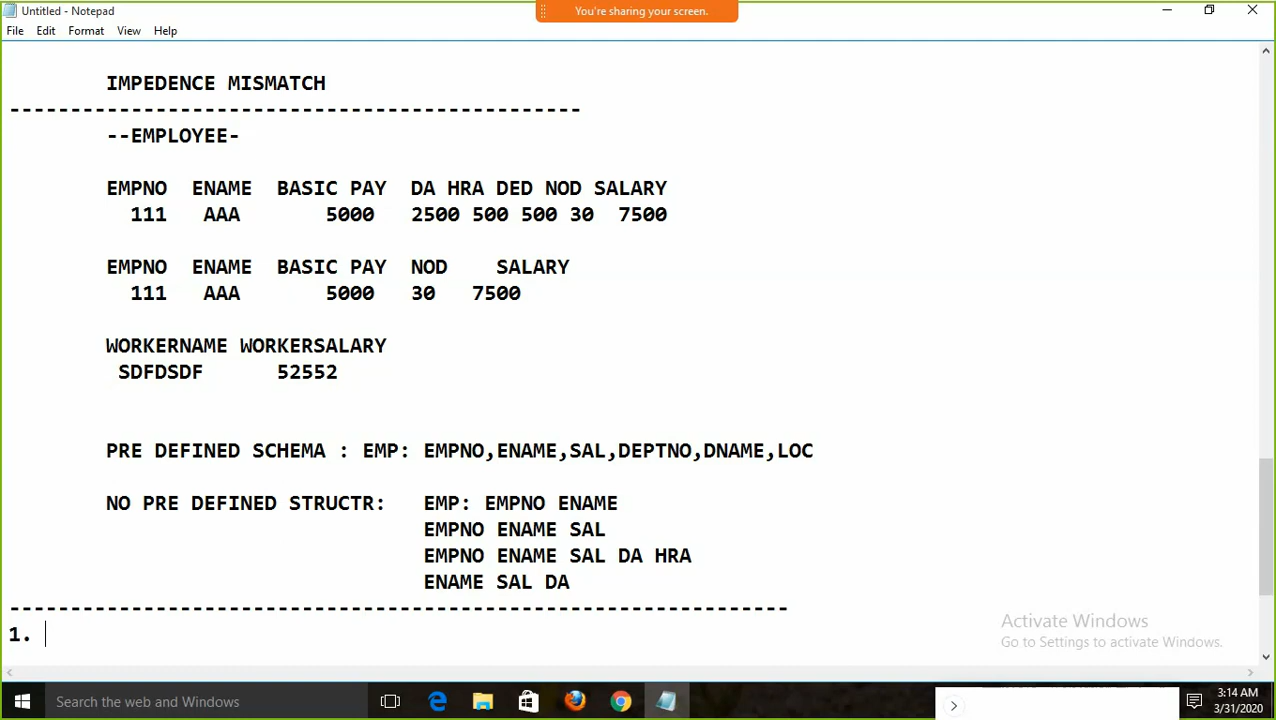 Untitled - Notepad
You're sharing your screen.
File Edit Format View Help
IMPEDENCE MISMATCH
-----------------------------------------------
--EMPLOYEE-
EMPNO ENAME BASIC PAY DA HRA DED NOD SALARY
111 AAA 5000 2500 500 500 30 7500
EMPNO ENAME BASIC PAY NOD SALARY
111 AAA 5000 30 7500
WORKERNAME WORKERSALARY
SDFDSDF 52552
PRE DEFINED SCHEMA : EMP: EMPNO,ENAME,SAL,DEPTNO,DNAME,LOC
NO PRE DEFINED STRUCTR: EMP: EMPNO ENAME
EMPNO ENAME SAL
EMPNO ENAME SAL DA HRA
ENAME SAL DA
----------------------------------------------------------------
1.
Activate Windows
Go to Settings to activate Windows.
Search the web and Windows
3:14 AM
3/31/2020